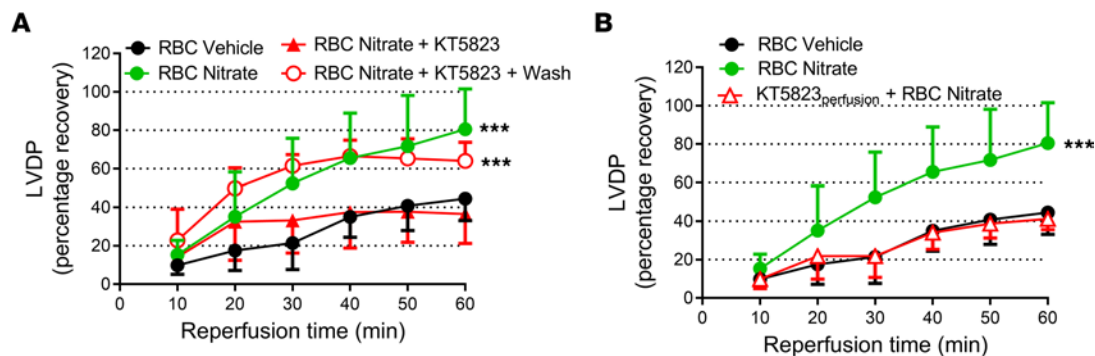 A
RBC Vehicle
RBC Nitrate + KT5823
RBC Nitrate
RBC Nitrate + KT5823 + Wash
LVDP
(percentage recovery)
120
100
80
60
40
20
0
***
***
0 10 20 30 40 50 60
Reperfusion time (min)
B
RBC Vehicle
RBC Nitrate
KT5823perfusion + RBC Nitrate
LVDP
(percentage recovery)
120
100
80
60
40
20
0
***
0 10 20 30 40 50 60
Reperfusion time (min)